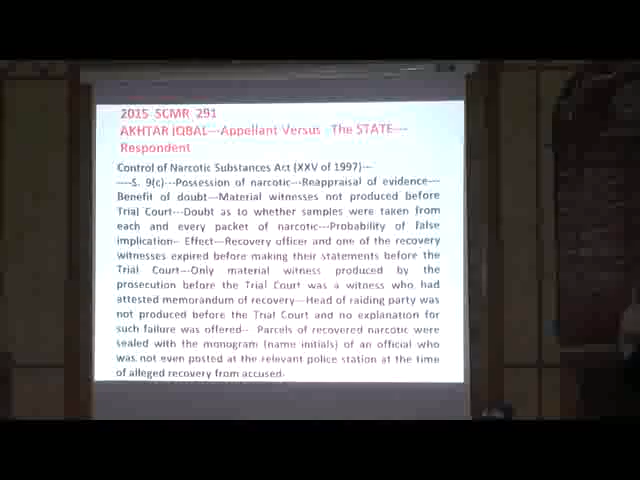 2015 SCMR 291
AKHTAR IQBAL---Appellant Versus The STATE---
Respondent
Control of Narcotic Substances Act (XXV of 1997)---
----S. 9(c)---Possession of narcotic---Reappraisal of evidence---
Benefit of doubt---Material witnesses not produced before
Trial Court---Doubt as to whether samples were taken from
each and every packet of narcotic---Probability of false
implication-- Effect---Recovery officer and one of the recovery
witnesses expired before making their statements before the
Trial Court---Only material witness produced by the
prosecution before the Trial Court was a witness who had
attested memorandum of recovery---Head of raiding party was
not produced before the Trial Court and no explanation for
such failure was offered-- Parcels of recovered narcotic were
sealed with the monogram (name initials) of an official who
was not even posted at the relevant police station at the time
of alleged recovery from accused-